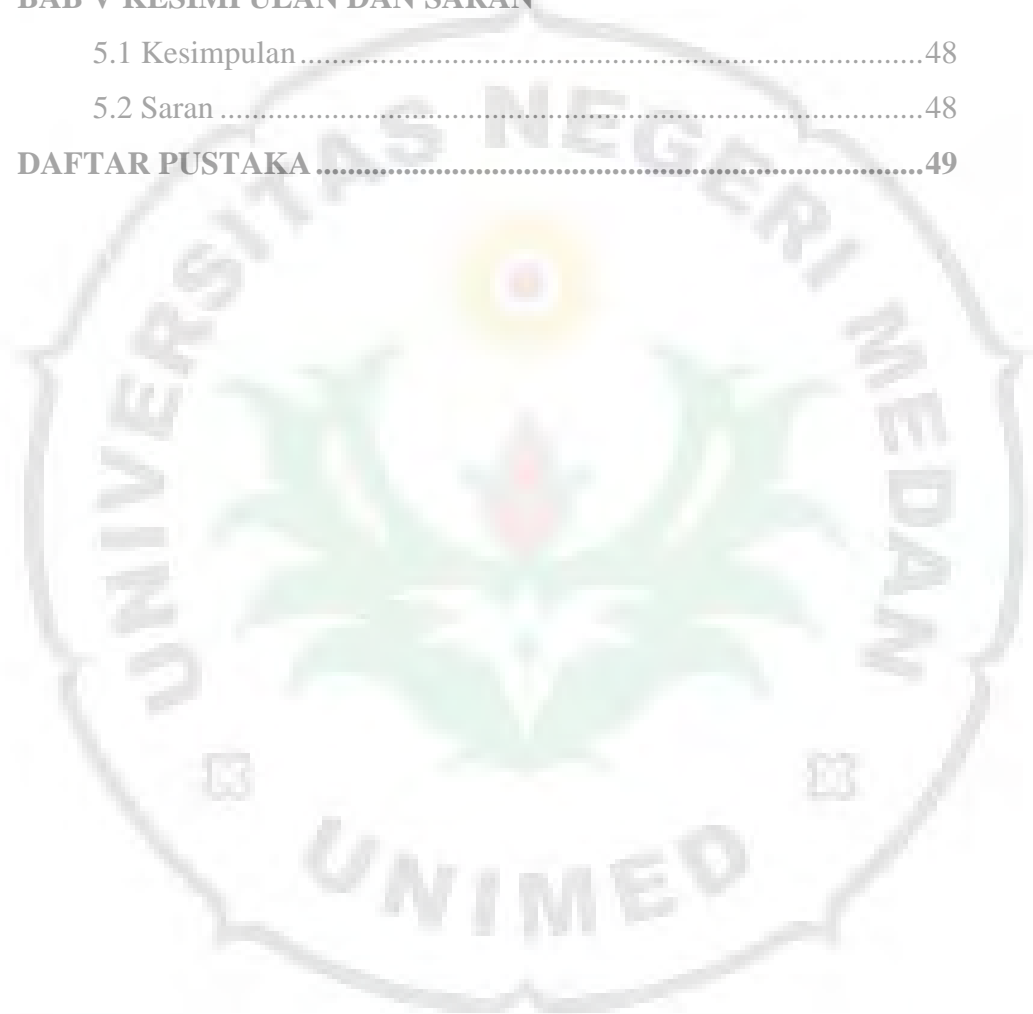 BAB V KESIMPULAN DAN SARAN
5.1 Kesimpulan........................................................................48
5.2 Saran ..................................................................................48
DAFTAR PUSTAKA ......................................................................49
UNIVERSITAS NEGERI MEDAN
UNIMED